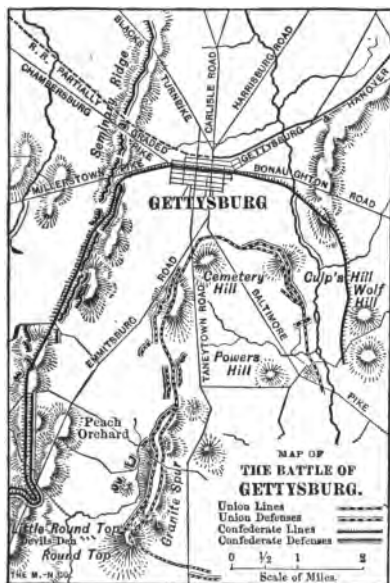 BLACKS TURNPIKE
R.R. PARTIALLY GRADED
CHAMBERSBURG PIKE
CARLISLE ROAD
HARRISBURG ROAD
GETTYSBURG & HANOVER
Seminary Ridge
MILLERSTOWN PIKE
BONAUGHTON ROAD
GETTYSBURG
Cemetery Hill
Culp's Hill
Wolf Hill
EMMITSBURG ROAD
TANEYTOWN ROAD
BALTIMORE PIKE
Powers Hill
Peach Orchard
Granite Spur
Little Round Top
Devils Den
Round Top
MAP OF
THE BATTLE OF
GETTYSBURG.
Union Lines
Union Defenses
Confederate Lines
Confederate Defenses
0 ½ 1 2
Scale of Miles.
THE M.-N. CO.